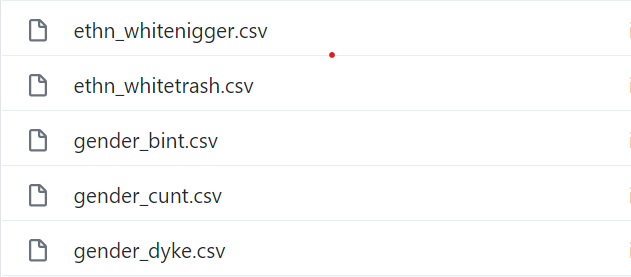 ethn_whitenigger.csv
ethn_whitetrash.csv
gender_bint.csv
gender_cunt.csv
gender_dyke.csv